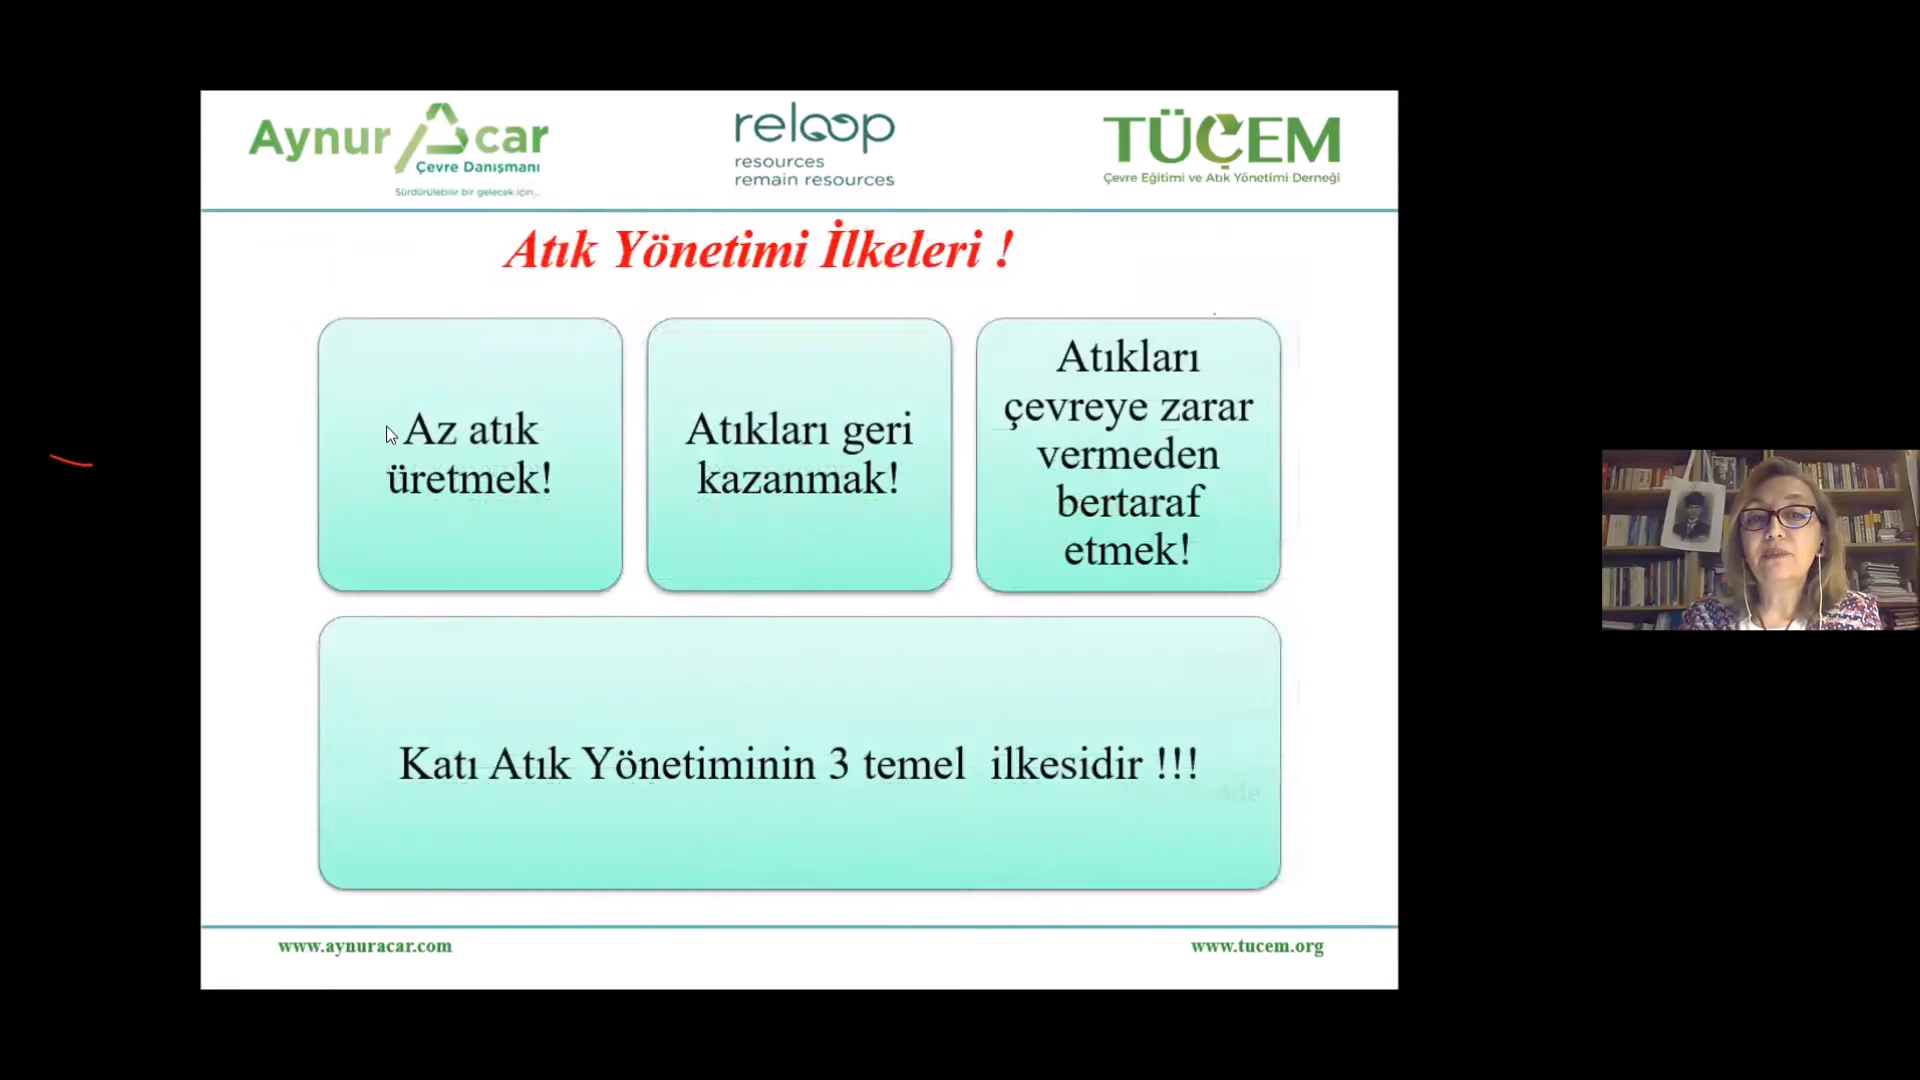 Aynur Acar
Çevre Danışmanı
Sürdürülebilir bir gelecek için...
reloop
resources
remain resources
TÜÇEM
Çevre Eğitimi ve Atık Yönetimi Derneği
Atık Yönetimi İlkeleri !
Az atık
üretmek!
Atıkları geri
kazanmak!
Atıkları
çevreye zarar
vermeden
bertaraf
etmek!
Katı Atık Yönetiminin 3 temel ilkesidir !!!
www.aynuracar.com
www.tucem.org